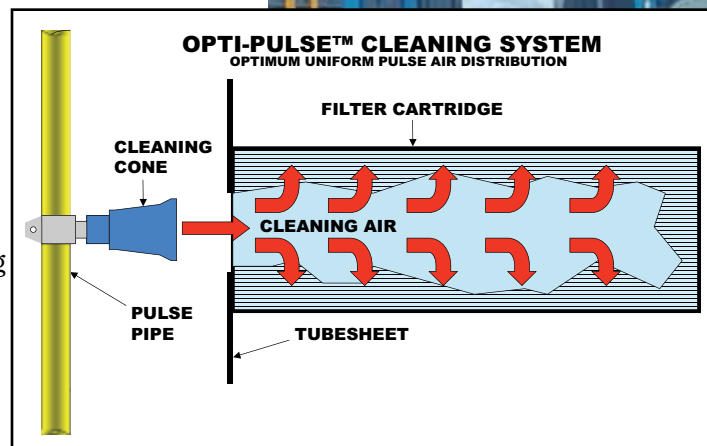 OPTI-PULSE™ CLEANING SYSTEM
OPTIMUM UNIFORM PULSE AIR DISTRIBUTION
FILTER CARTRIDGE
CLEANING
CONE
CLEANING AIR
PULSE
PIPE
TUBESHEET